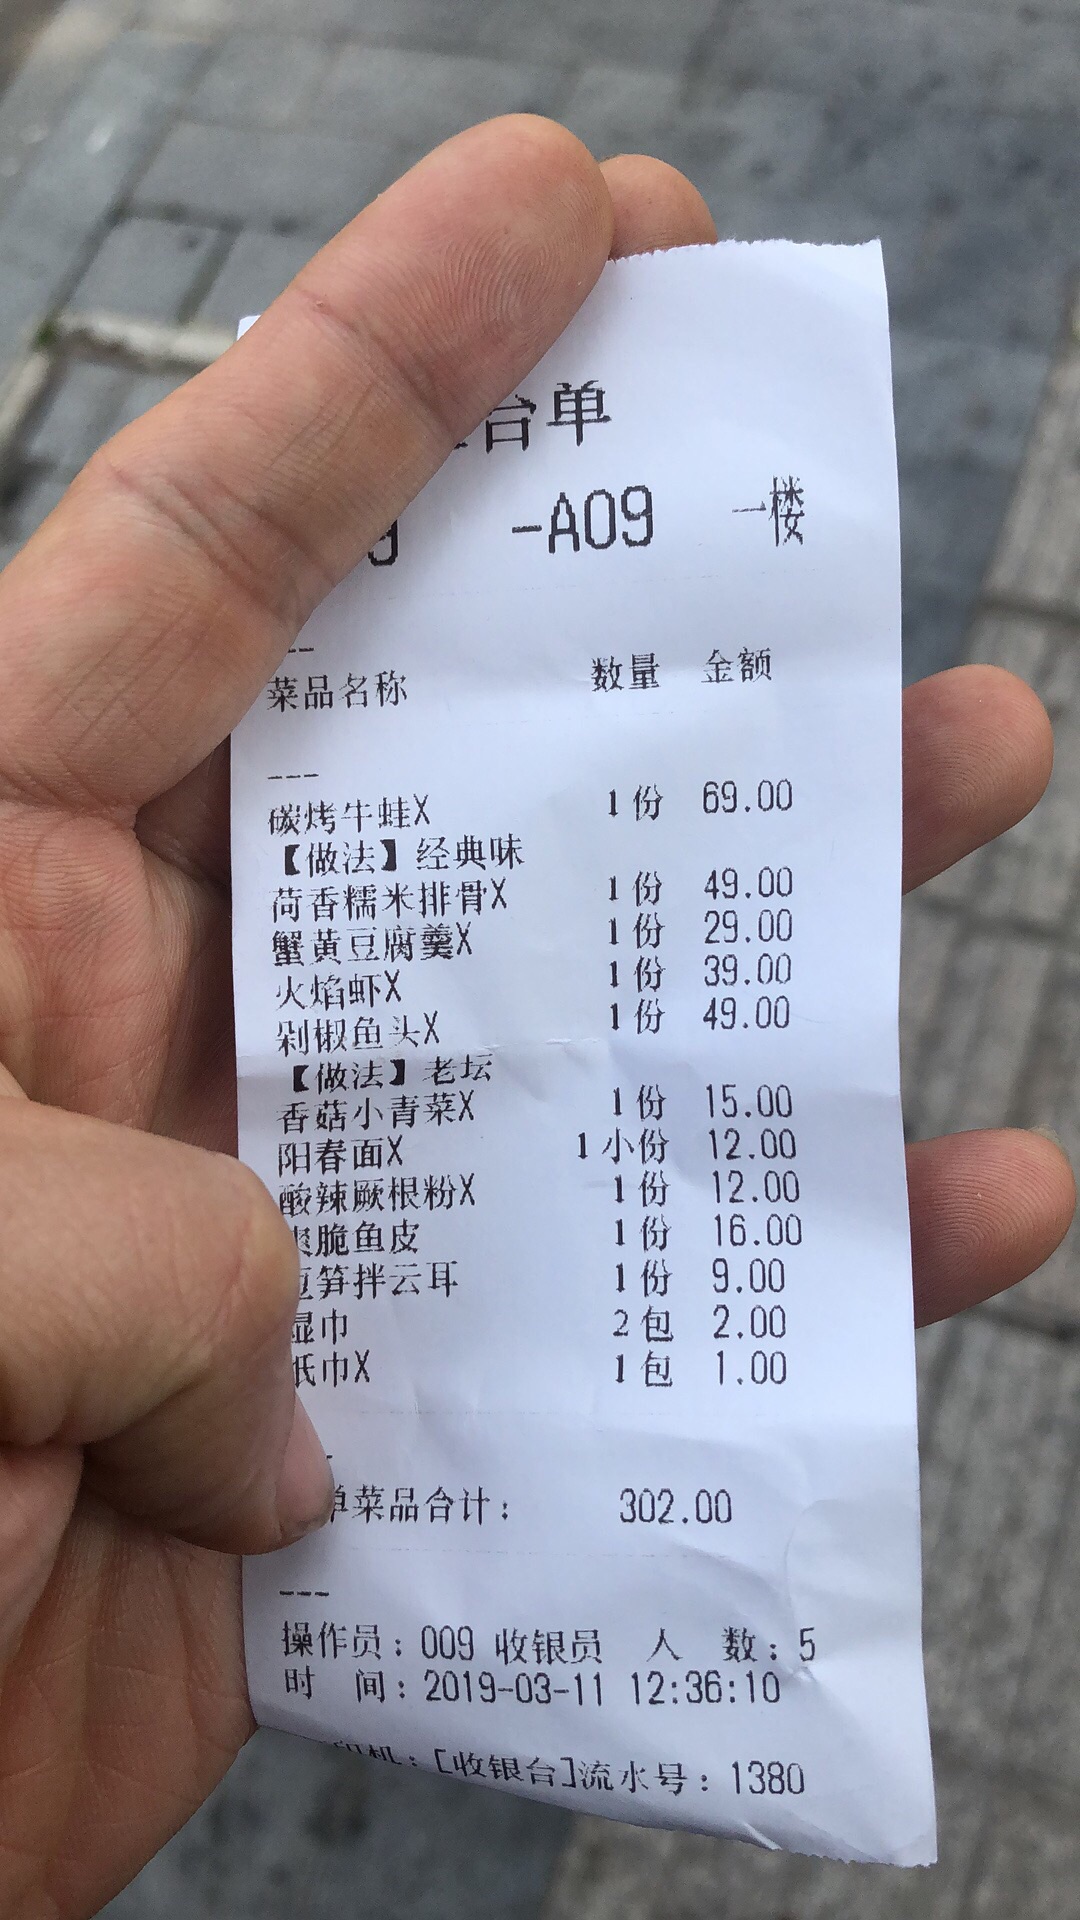 台单
-A09 一楼
---
菜品名称 数量 金额
---
碳烤牛蛙X 1份 69.00
【做法】经典味
荷香糯米排骨X 1份 49.00
蟹黄豆腐羹X 1份 29.00
火焰虾X 1份 39.00
剁椒鱼头X 1份 49.00
【做法】老坛
香菇小青菜X 1份 15.00
阳春面X 1小份 12.00
酸辣厥根粉X 1份 12.00
爽脆鱼皮 1份 16.00
笋拌云耳 1份 9.00
湿巾 2包 2.00
纸巾X 1包 1.00
单菜品合计: 302.00
---
操作员: 009 收银员 人 数: 5
时 间: 2019-03-11 12:36:10
印机: [收银台]流水号: 1380